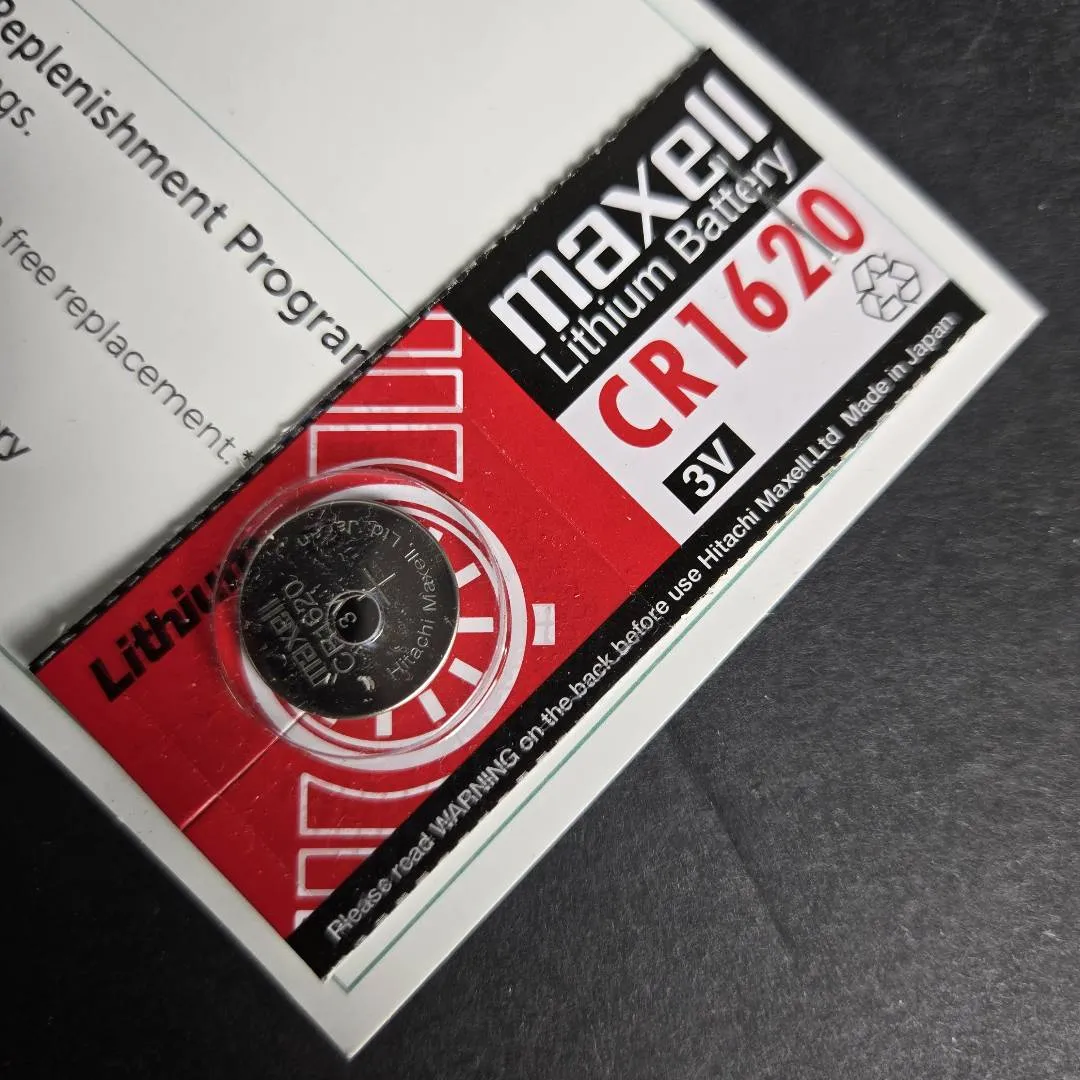 Replenishment Program
ngs.
free replacement.*
maxell
Lithium Battery
CR1620
3V
Lithium
maxell
CR1620
3
Hitachi Maxell, Ltd. Japan
Please read WARNING on the back before use Hitachi Maxell.Ltd Made in Japan